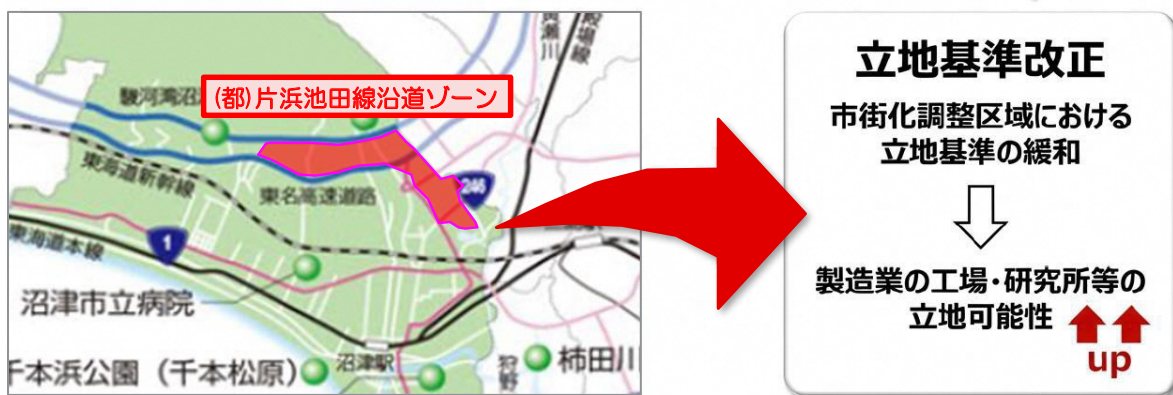 (都)片浜池田線沿道ゾーン
駿河湾沼
東海道新幹線
東名高速道路
246
1
東海道本線
沼津市立病院
沼津駅
千本浜公園（千本松原）
狩野
柿田川
立地基準改正
市街化調整区域における
立地基準の緩和
製造業の工場・研究所等の
立地可能性
up